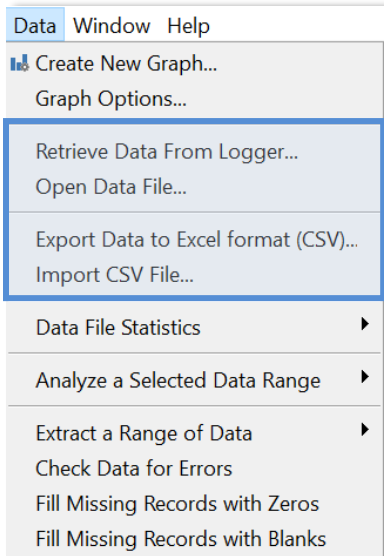 Data Window Help
Create New Graph...
Graph Options...
Retrieve Data From Logger...
Open Data File...
Export Data to Excel format (CSV)...
Import CSV File...
Data File Statistics
Analyze a Selected Data Range
Extract a Range of Data
Check Data for Errors
Fill Missing Records with Zeros
Fill Missing Records with Blanks